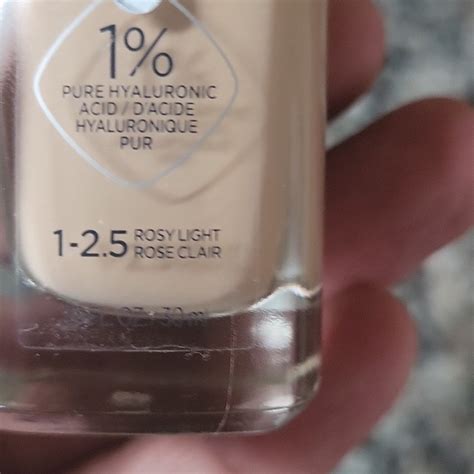 1%
PURE HYALURONIC
ACID / D'ACIDE
HYALURONIQUE
PUR
1-2.5 ROSY LIGHT
ROSE CLAIR